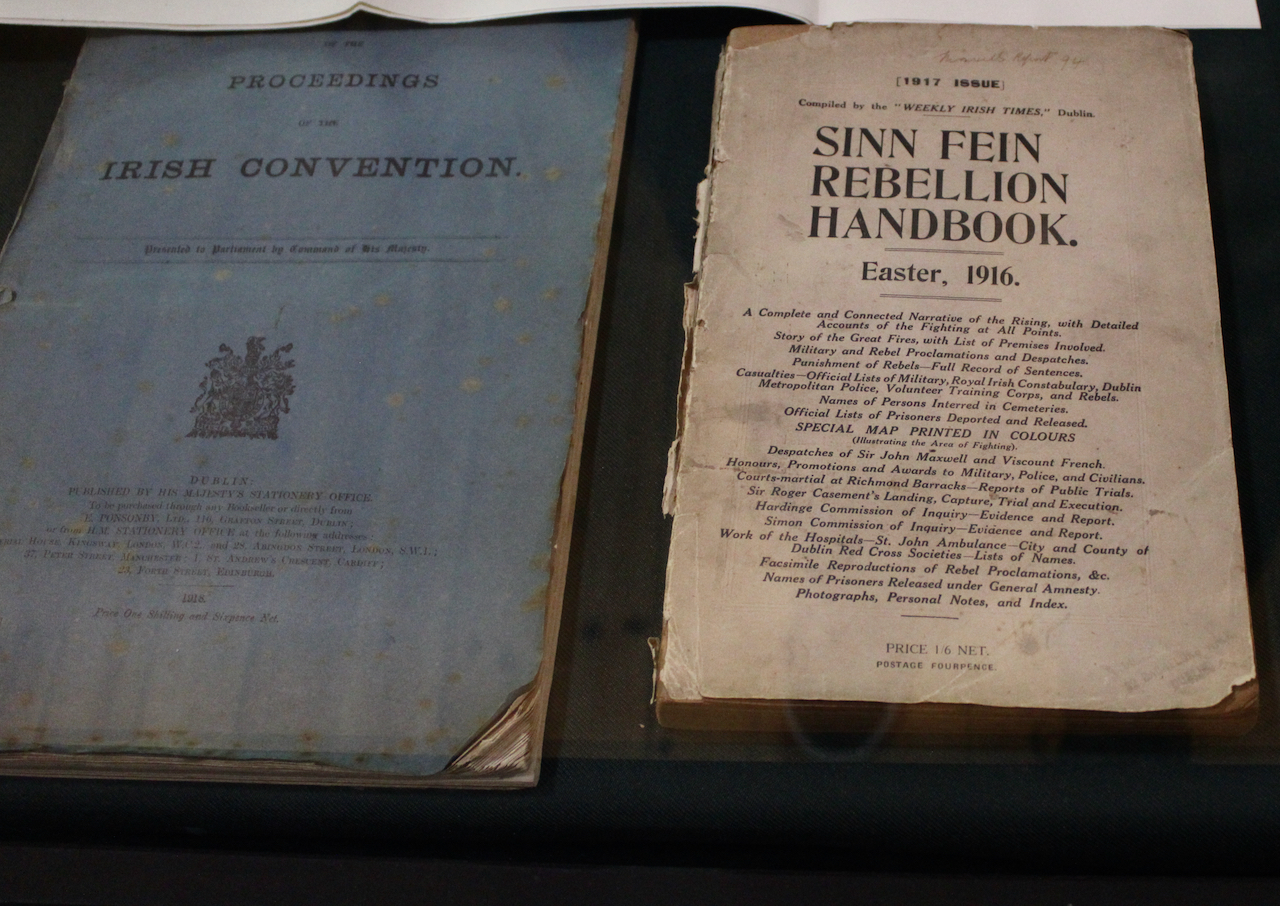 OF THE
PROCEEDINGS
OF THE
IRISH CONVENTION.
Presented to Parliament by Command of His Majesty.
DUBLIN:
PUBLISHED BY HIS MAJESTY'S STATIONERY OFFICE.
To be purchased through any Bookseller or directly from
E. PONSONBY, LTD., 116, GRAFTON STREET, DUBLIN;
or from H.M. STATIONERY OFFICE at the following addresses:
HOUSE, KINGSWAY, LONDON, W.C.2, and 28, ABINGDON STREET, LONDON, S.W.1.;
37, PETER STREET, MANCHESTER; 1, ST. ANDREW'S CRESCENT, CARDIFF;
23, FORTH STREET, EDINBURGH.
1918.
Price One Shilling and Sixpence Net.
[1917 ISSUE]
Compiled by the "WEEKLY IRISH TIMES," Dublin.
SINN FEIN
REBELLION
HANDBOOK.
Easter, 1916.
A Complete and Connected Narrative of the Rising, with Detailed
Accounts of the Fighting at All Points.
Story of the Great Fires, with List of Premises Involved.
Military and Rebel Proclamations and Despatches.
Punishment of Rebels—Full Record of Sentences.
Casualties—Official Lists of Military, Royal Irish Constabulary, Dublin
Metropolitan Police, Volunteer Training Corps, and Rebels.
Names of Persons Interred in Cemeteries.
Official Lists of Prisoners Deported and Released.
SPECIAL MAP PRINTED IN COLOURS
(Illustrating the Area of Fighting).
Despatches of Sir John Maxwell and Viscount French.
Honours, Promotions and Awards to Military, Police, and Civilians.
Courts-martial at Richmond Barracks—Reports of Public Trials.
Sir Roger Casement's Landing, Capture, Trial and Execution.
Hardinge Commission of Inquiry—Evidence and Report.
Simon Commission of Inquiry—Evidence and Report.
Work of the Hospitals—St. John Ambulance—City and County of
Dublin Red Cross Societies—Lists of Names.
Facsimile Reproductions of Rebel Proclamations, &c.
Names of Prisoners Released under General Amnesty.
Photographs, Personal Notes, and Index.
PRICE 1/6 NET.
POSTAGE FOURPENCE.